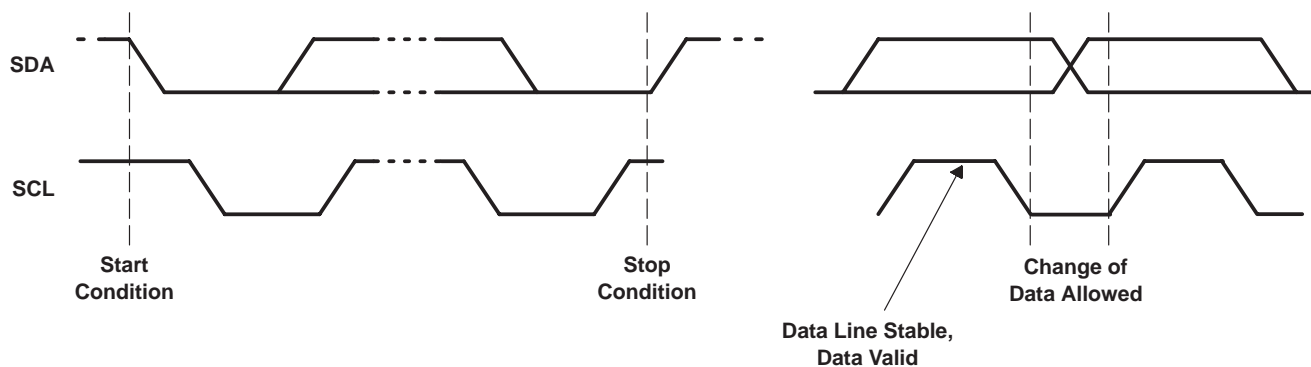 SDA
SCL
Start
Condition
Stop
Condition
Change of
Data Allowed
Data Line Stable,
Data Valid